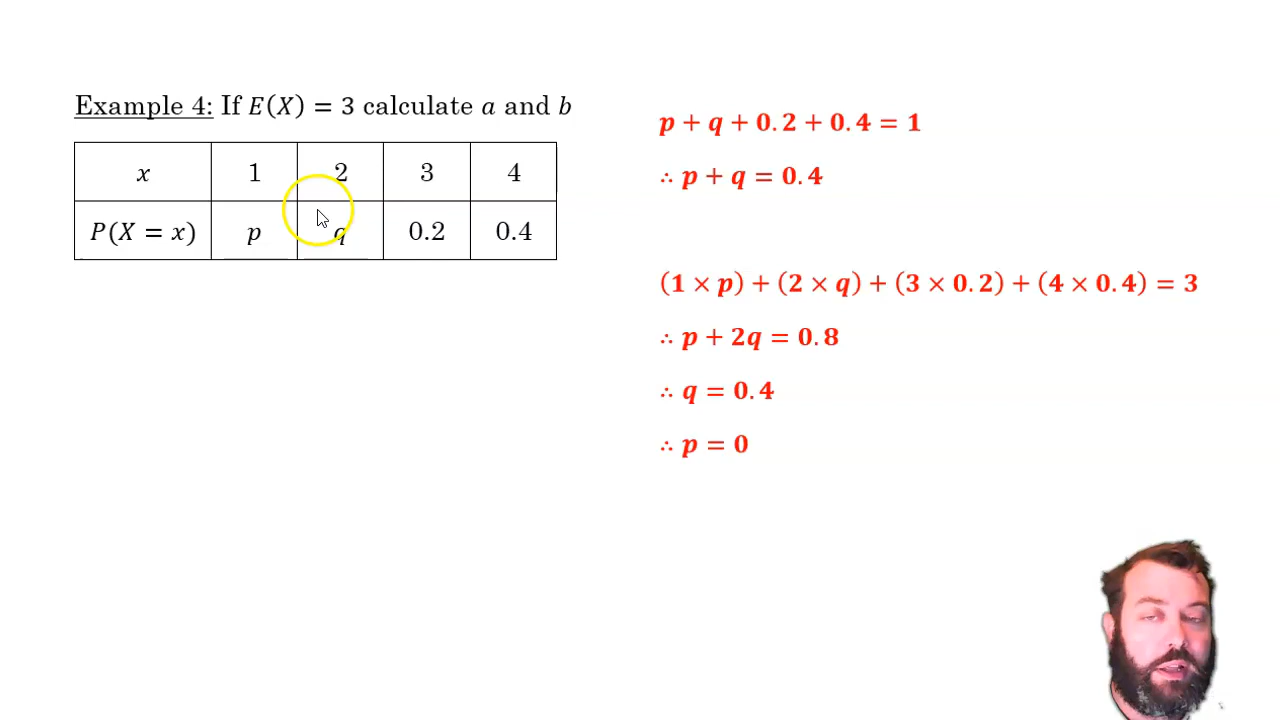 Example 4: If E(X) = 3 calculate a and b
x 1 2 3 4
P(X = x) p q 0.2 0.4
p + q + 0.2 + 0.4 = 1
∴ p + q = 0.4
(1 × p) + (2 × q) + (3 × 0.2) + (4 × 0.4) = 3
∴ p + 2q = 0.8
∴ q = 0.4
∴ p = 0